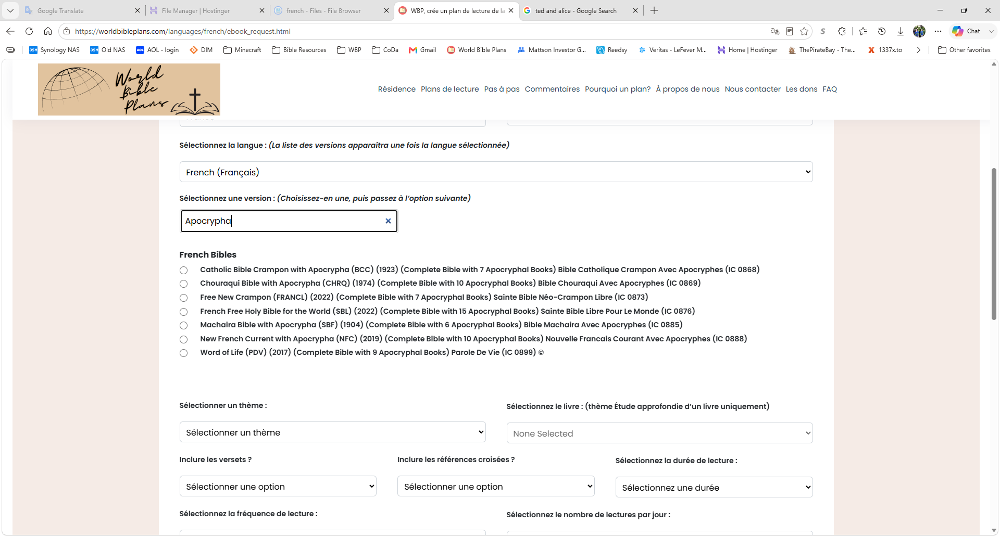 Google Translate
File Manager | Hostinger
french - Files - File Browser
WBP, crée un plan de lecture de la
ted and alice - Google Search
https://worldbibleplans.com/languages/french/ebook_request.html
Chat
Synology NAS
Old NAS
AOL - login
DIM
Minecraft
Bible Resources
WBP
CoDa
Gmail
World Bible Plans
Mattson Investor G...
Reedsy
Veritas - LeFever M...
Home | Hostinger
ThePirateBay - The...
1337x.to
Other favorites
World
Bible
Plans
Résidence Plans de lecture Pas à pas Commentaires Pourquoi un plan? À propos de nous Nous contacter Les dons FAQ
Sélectionnez la langue : (La liste des versions apparaîtra une fois la langue sélectionnée)
French (Français)
Sélectionnez une version : (Choisissez-en une, puis passez à l'option suivante)
Apocrypha
French Bibles
Catholic Bible Crampon with Apocrypha (BCC) (1923) (Complete Bible with 7 Apocryphal Books) Bible Catholique Crampon Avec Apocryphes (IC 0868)
Chouraqui Bible with Apocrypha (CHRQ) (1974) (Complete Bible with 10 Apocryphal Books) Bible Chouraqui Avec Apocryphes (IC 0869)
Free New Crampon (FRANCL) (2022) (Complete Bible with 7 Apocryphal Books) Sainte Bible Néo-Crampon Libre (IC 0873)
French Free Holy Bible for the World (SBL) (2022) (Complete Bible with 15 Apocryphal Books) Sainte Bible Libre Pour Le Monde (IC 0876)
Machaira Bible with Apocrypha (SBF) (1904) (Complete Bible with 6 Apocryphal Books) Bible Machaira Avec Apocryphes (IC 0885)
New French Current with Apocrypha (NFC) (2019) (Complete Bible with 10 Apocryphal Books) Nouvelle Francais Courant Avec Apocryphes (IC 0888)
Word of Life (PDV) (2017) (Complete Bible with 9 Apocryphal Books) Parole De Vie (IC 0899) ©
Sélectionner un thème :
Sélectionnez le livre : (thème Étude approfondie d'un livre uniquement)
Sélectionner un thème
None Selected
Inclure les versets ?
Inclure les références croisées ?
Sélectionnez la durée de lecture :
Sélectionner une option
Sélectionner une option
Sélectionnez une durée
Sélectionnez la fréquence de lecture :
Sélectionnez le nombre de lectures par jour :